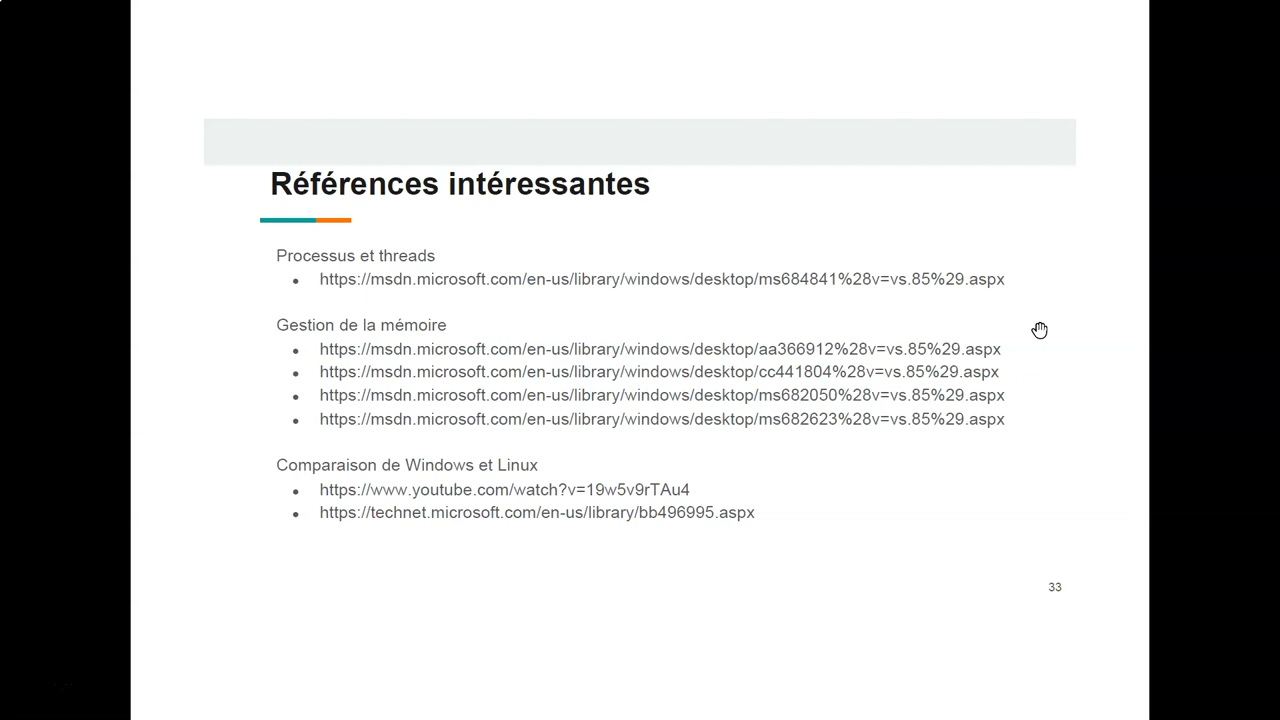 Références intéressantes
Processus et threads
● https://msdn.microsoft.com/en-us/library/windows/desktop/ms684841%28v=vs.85%29.aspx
Gestion de la mémoire
● https://msdn.microsoft.com/en-us/library/windows/desktop/aa366912%28v=vs.85%29.aspx
● https://msdn.microsoft.com/en-us/library/windows/desktop/cc441804%28v=vs.85%29.aspx
● https://msdn.microsoft.com/en-us/library/windows/desktop/ms682050%28v=vs.85%29.aspx
● https://msdn.microsoft.com/en-us/library/windows/desktop/ms682623%28v=vs.85%29.aspx
Comparaison de Windows et Linux
● https://www.youtube.com/watch?v=19w5v9rTAu4
● https://technet.microsoft.com/en-us/library/bb496995.aspx
33